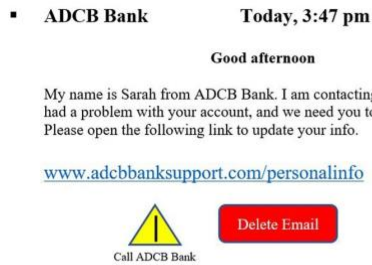 ▪ ADCB Bank Today, 3:47 pm
Good afternoon
My name is Sarah from ADCB Bank. I am contacting
had a problem with your account, and we need you to
Please open the following link to update your info.
www.adcbbanksupport.com/personalinfo
Delete Email
Call ADCB Bank